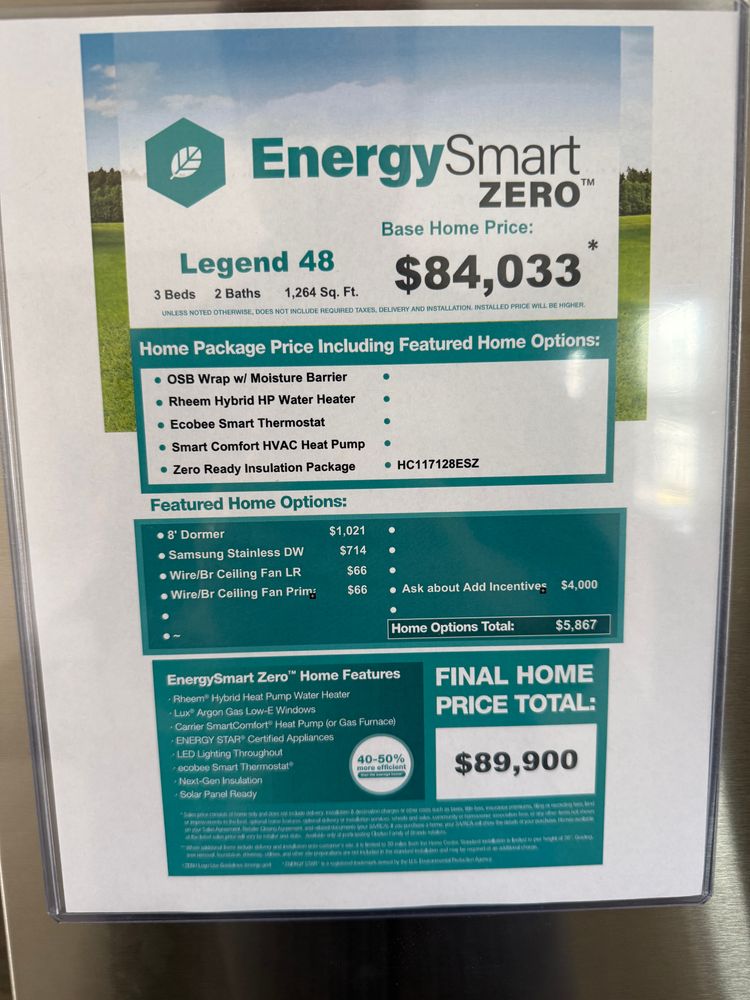 EnergySmart
ZERO™
Base Home Price:
Legend 48
$84,033*
3 Beds 2 Baths 1,264 Sq. Ft.
UNLESS NOTED OTHERWISE, DOES NOT INCLUDE REQUIRED TAXES, DELIVERY AND INSTALLATION. INSTALLED PRICE WILL BE HIGHER.
Home Package Price Including Featured Home Options:
• OSB Wrap w/ Moisture Barrier •
• Rheem Hybrid HP Water Heater •
• Ecobee Smart Thermostat •
• Smart Comfort HVAC Heat Pump •
• Zero Ready Insulation Package • HC117128ESZ
Featured Home Options:
• 8' Dormer $1,021 •
• Samsung Stainless DW $714 •
• Wire/Br Ceiling Fan LR $66 •
• Wire/Br Ceiling Fan Prim: $66 • Ask about Add Incentives $4,000
• •
• ~ Home Options Total: $5,867
EnergySmart Zero™ Home Features
· Rheem® Hybrid Heat Pump Water Heater
· Lux® Argon Gas Low-E Windows
· Carrier SmartComfort® Heat Pump (or Gas Furnace)
· ENERGY STAR® Certified Appliances
· LED Lighting Throughout
· ecobee Smart Thermostat®
· Next-Gen Insulation
· Solar Panel Ready
40-50%
more efficient
than the average home
FINAL HOME
PRICE TOTAL:
$89,900